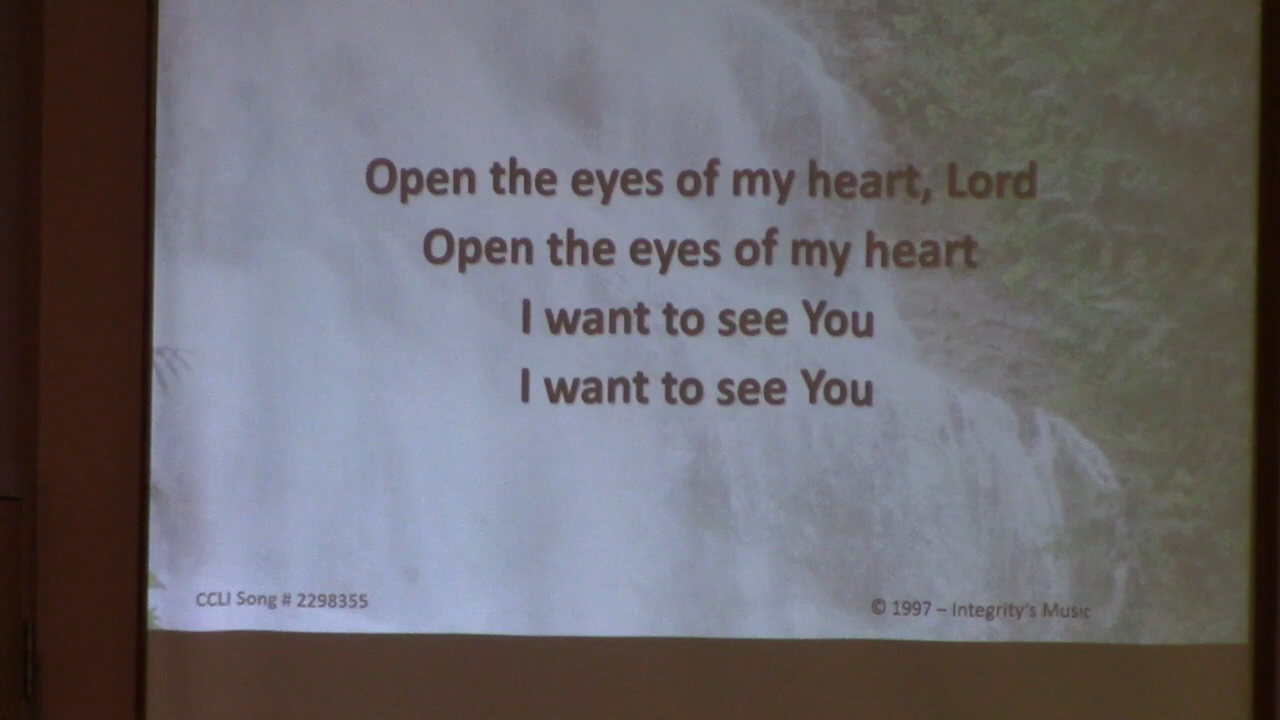 Open the eyes of my heart, Lord
Open the eyes of my heart
I want to see You
I want to see You
CCLI Song # 2298355
© 1997 – Integrity's Music